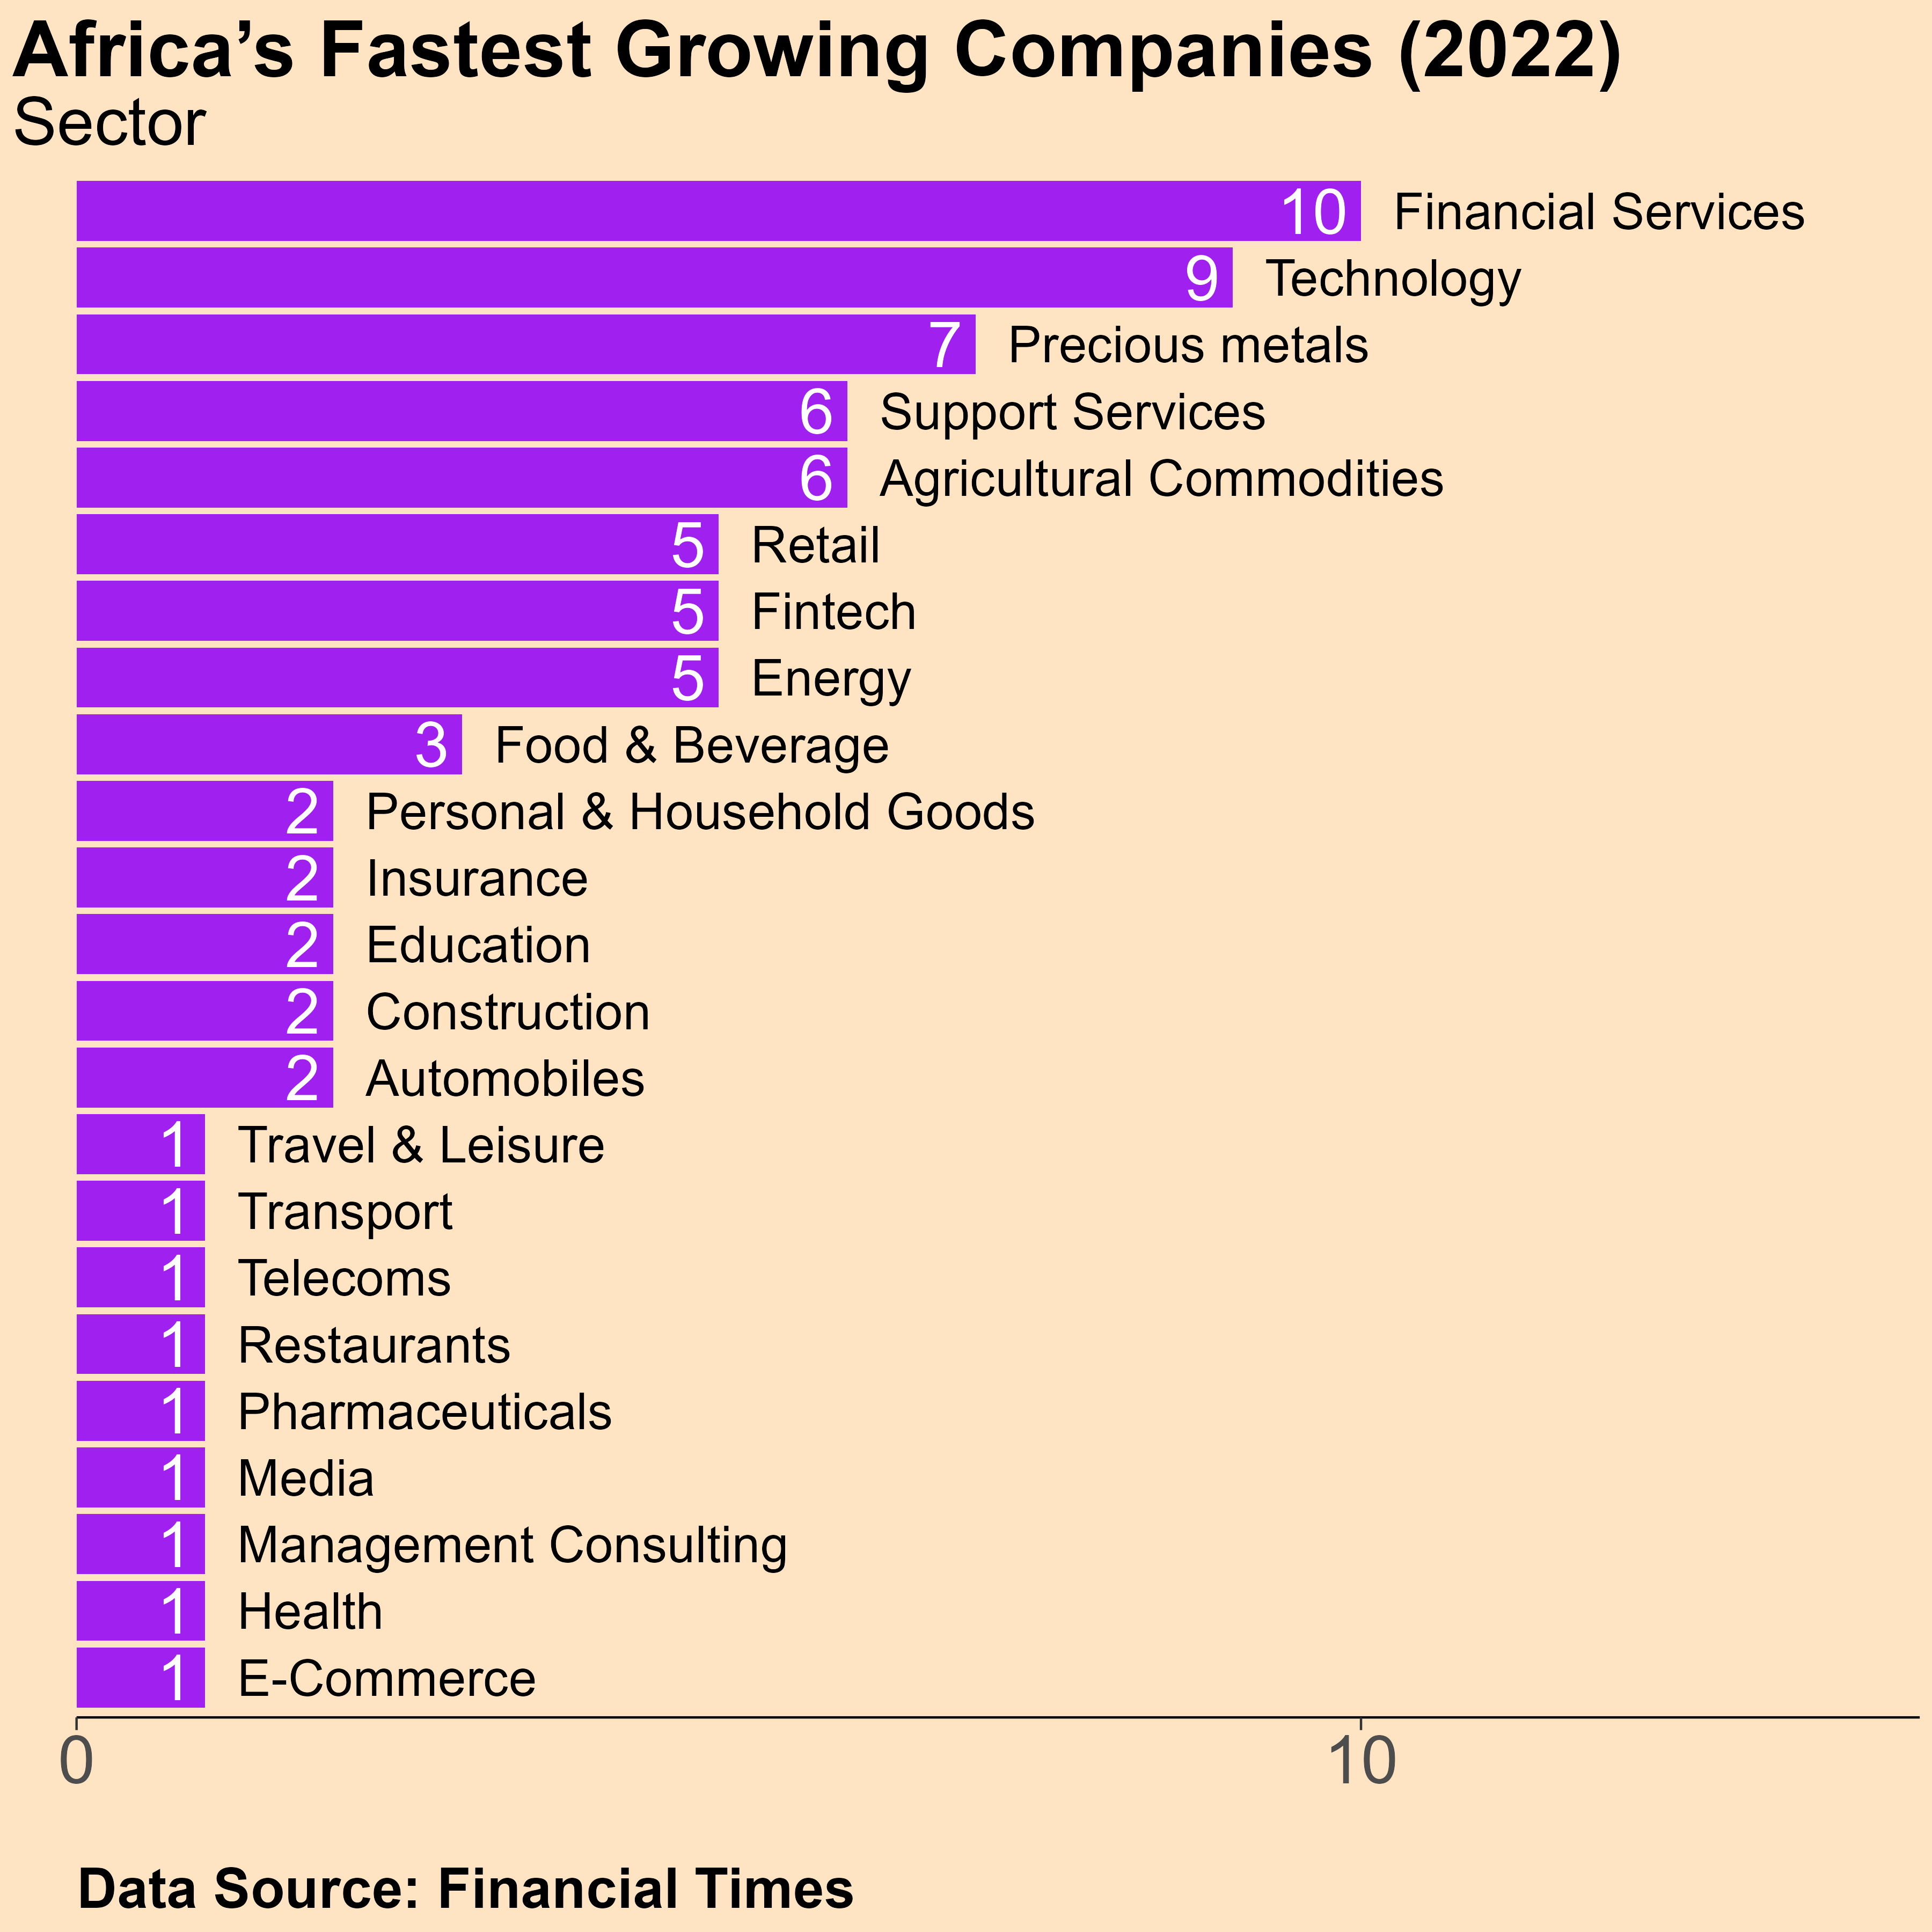 Africa’s Fastest Growing Companies (2022)
Sector
10 Financial Services
9 Technology
7 Precious metals
6 Support Services
6 Agricultural Commodities
5 Retail
5 Fintech
5 Energy
3 Food & Beverage
2 Personal & Household Goods
2 Insurance
2 Education
2 Construction
2 Automobiles
1 Travel & Leisure
1 Transport
1 Telecoms
1 Restaurants
1 Pharmaceuticals
1 Media
1 Management Consulting
1 Health
1 E-Commerce
0 10
Data Source: Financial Times